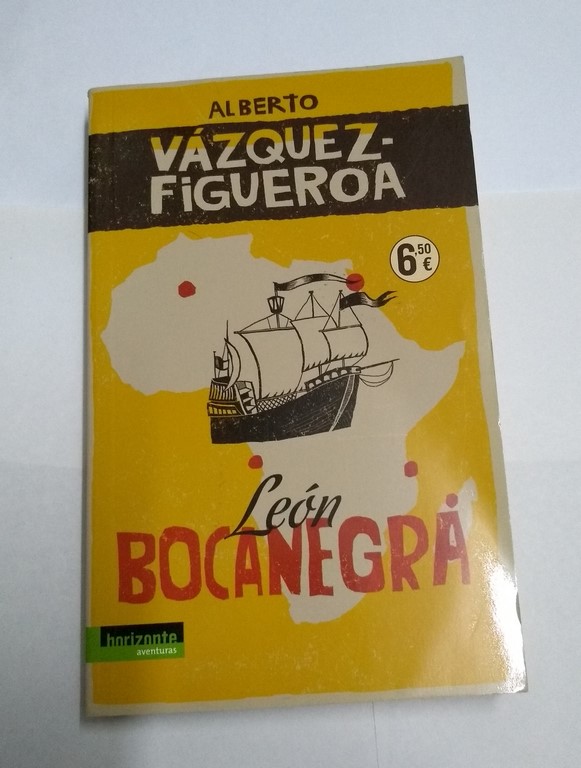 ALBERTO
VÁZQUEZ-
FIGUEROA
6,50 €
León
BOCANEGRA
horizonte
aventuras